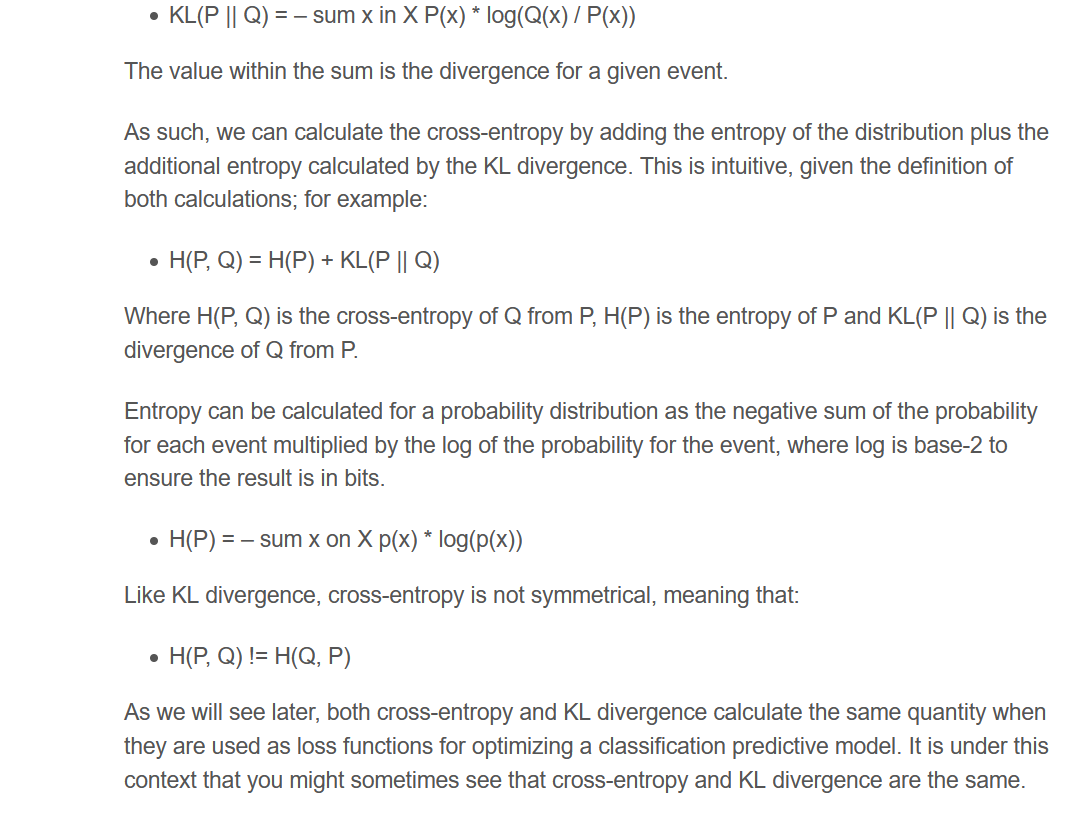 • KL(P || Q) = – sum x in X P(x) * log(Q(x) / P(x))
The value within the sum is the divergence for a given event.
As such, we can calculate the cross-entropy by adding the entropy of the distribution plus the
additional entropy calculated by the KL divergence. This is intuitive, given the definition of
both calculations; for example:
• H(P, Q) = H(P) + KL(P || Q)
Where H(P, Q) is the cross-entropy of Q from P, H(P) is the entropy of P and KL(P || Q) is the
divergence of Q from P.
Entropy can be calculated for a probability distribution as the negative sum of the probability
for each event multiplied by the log of the probability for the event, where log is base-2 to
ensure the result is in bits.
• H(P) = – sum x on X p(x) * log(p(x))
Like KL divergence, cross-entropy is not symmetrical, meaning that:
• H(P, Q) != H(Q, P)
As we will see later, both cross-entropy and KL divergence calculate the same quantity when
they are used as loss functions for optimizing a classification predictive model. It is under this
context that you might sometimes see that cross-entropy and KL divergence are the same.